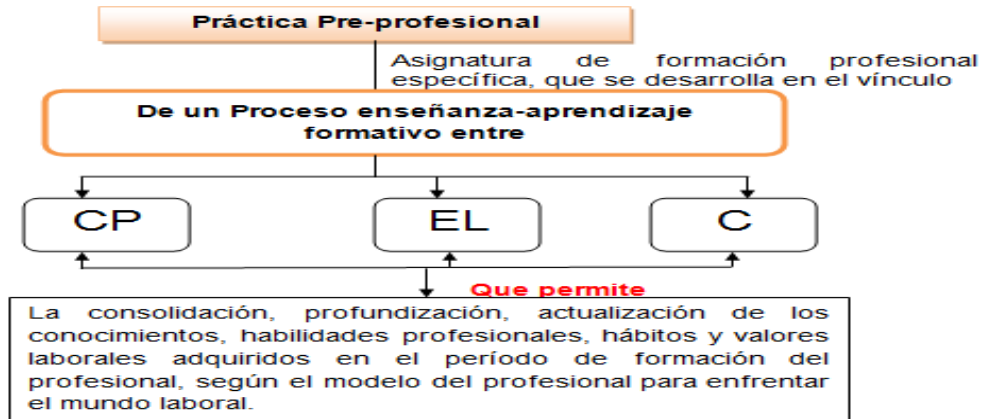 Práctica Pre-profesional
Asignatura de formación profesional
específica, que se desarrolla en el vínculo
De un Proceso enseñanza-aprendizaje
formativo entre
CP
EL
C
Que permite
La consolidación, profundización, actualización de los
conocimientos, habilidades profesionales, hábitos y valores
laborales adquiridos en el período de formación del
profesional, según el modelo del profesional para enfrentar
el mundo laboral.